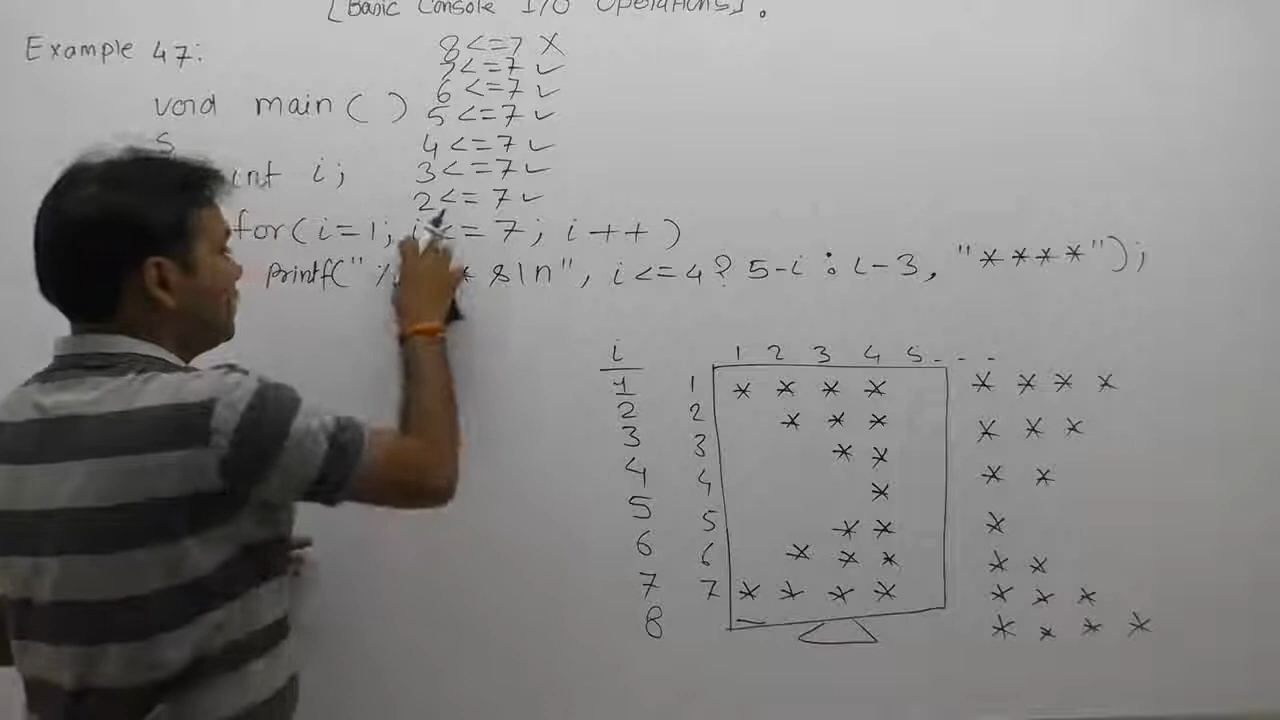 [Basic Console I/O Operations].
Example 47:
8<=7 ✗
7<=7 ✓
6<=7 ✓
void main( )
5<=7 ✓
4<=7 ✓
int i;
3<=7 ✓
2<=7 ✓
for(i=1; i<= 7; i++)
printf(" * s\n", i<=4? 5-i : i-3, "****");
i
1 2 3 4 5 - - -
1 1 * * * * * * * *
2 2 * * * * * *
3 3 * * * *
4 4 * *
5 5 * * * *
6 6 * * * * * *
7 7 * * * * * * * *
8 _